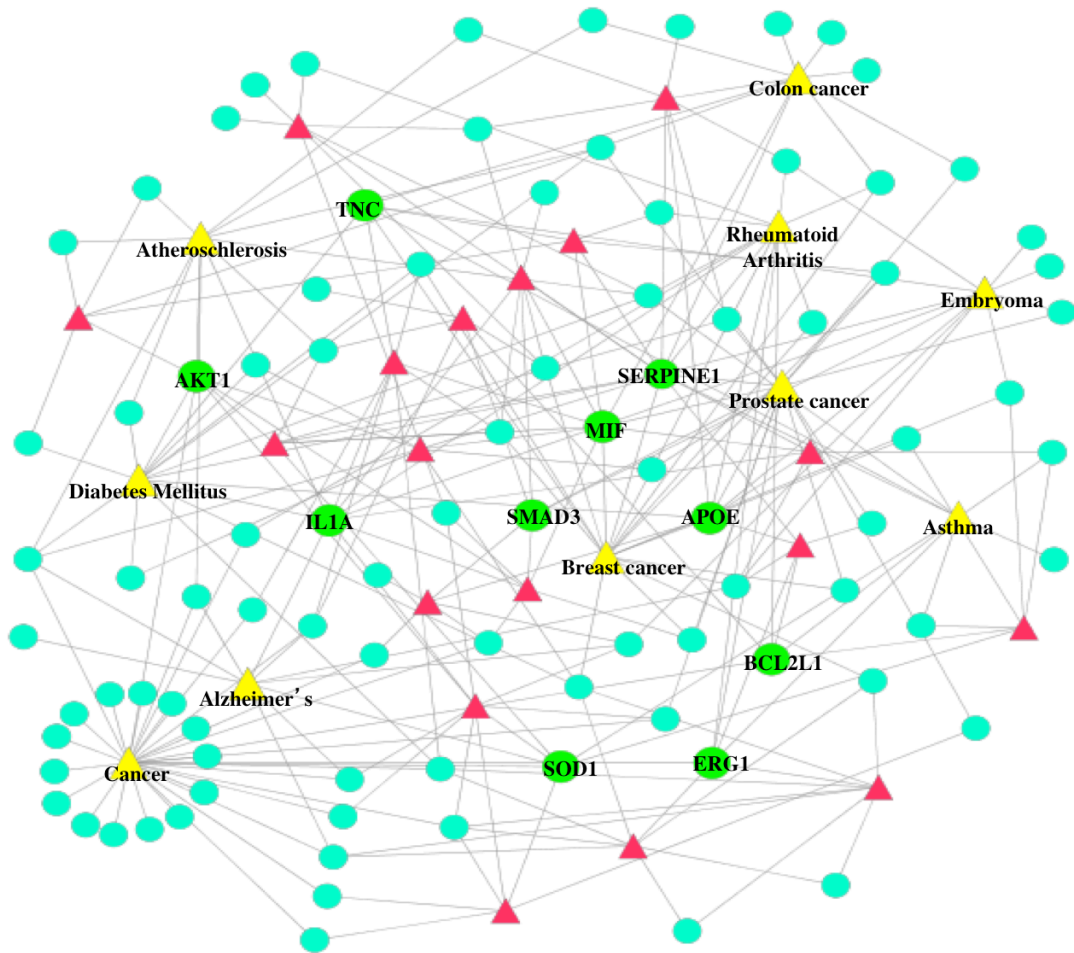 Colon cancer
TNC
Rheumatoid
Arthritis
Atheroschlerosis
Embryoma
AKT1
SERPINE1
Prostate cancer
MIF
Diabetes Mellitus
IL1A
SMAD3
APOE
Asthma
Breast cancer
BCL2L1
Alzheimer's
Cancer
SOD1
ERG1